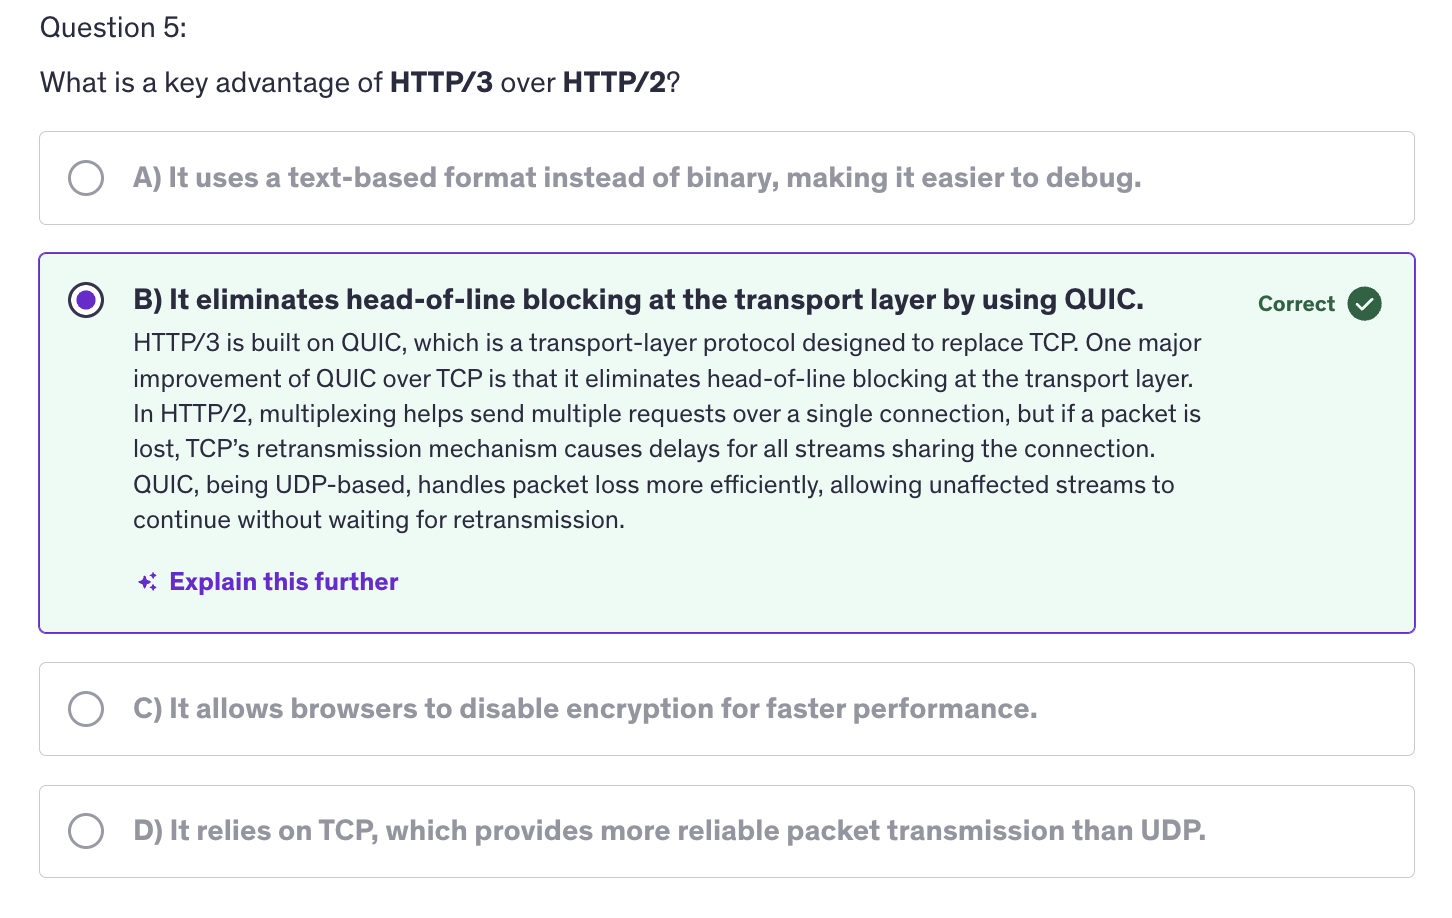 Question 5:
What is a key advantage of HTTP/3 over HTTP/2?
A) It uses a text-based format instead of binary, making it easier to debug.
B) It eliminates head-of-line blocking at the transport layer by using QUIC.
Correct
HTTP/3 is built on QUIC, which is a transport-layer protocol designed to replace TCP. One major
improvement of QUIC over TCP is that it eliminates head-of-line blocking at the transport layer.
In HTTP/2, multiplexing helps send multiple requests over a single connection, but if a packet is
lost, TCP’s retransmission mechanism causes delays for all streams sharing the connection.
QUIC, being UDP-based, handles packet loss more efficiently, allowing unaffected streams to
continue without waiting for retransmission.
Explain this further
C) It allows browsers to disable encryption for faster performance.
D) It relies on TCP, which provides more reliable packet transmission than UDP.